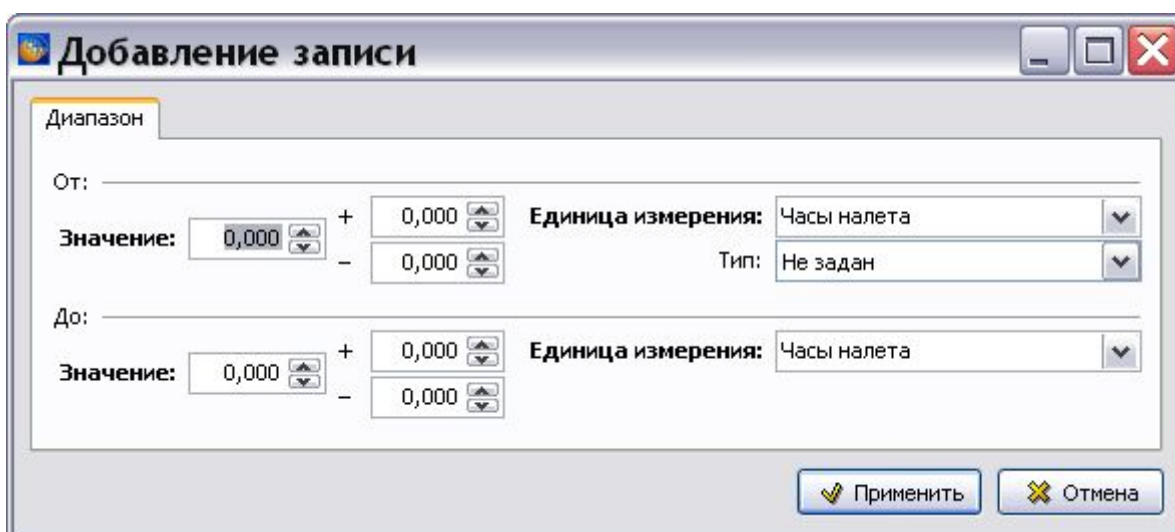 Добавление записи
Диапазон
От:
Значение: 0,000 + 0,000 Единица измерения: Часы налета
− 0,000 Тип: Не задан
До:
Значение: 0,000 + 0,000 Единица измерения: Часы налета
− 0,000
Применить Отмена